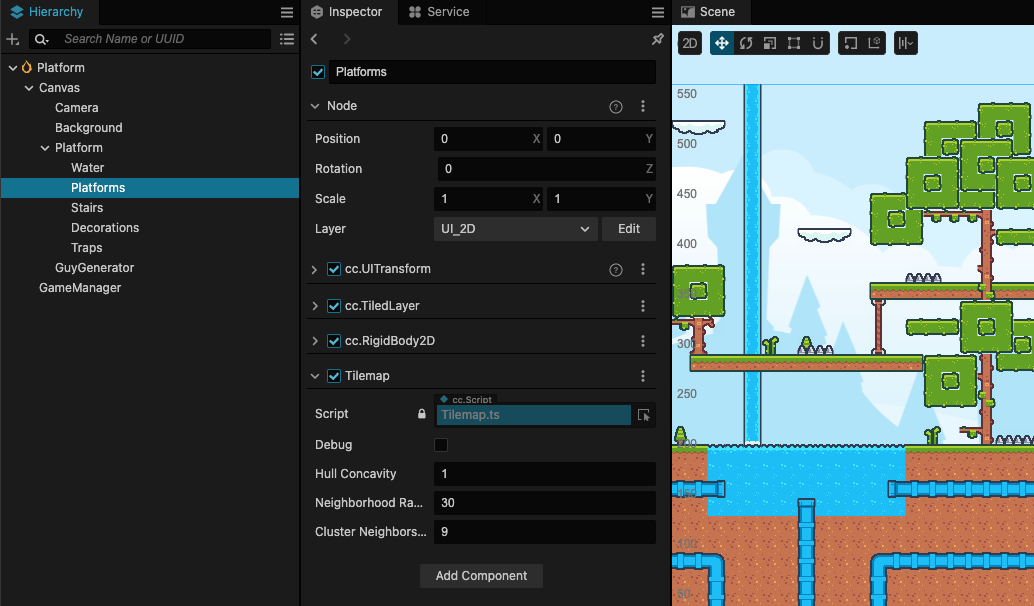 Hierarchy
Search Name or UUID
Platform
Canvas
Camera
Background
Platform
Water
Platforms
Stairs
Decorations
Traps
GuyGenerator
GameManager
Inspector
Service
Platforms
Node
Position 0 X 0 Y
Rotation 0 Z
Scale 1 X 1 Y
Layer UI_2D Edit
cc.UITransform
cc.TiledLayer
cc.RigidBody2D
Tilemap
cc.Script
Script Tilemap.ts
Debug
Hull Concavity 1
Neighborhood Ra... 30
Cluster Neighbors... 9
Add Component
Scene
2D
550
500
450
400
350
300
250
200
150
100
50